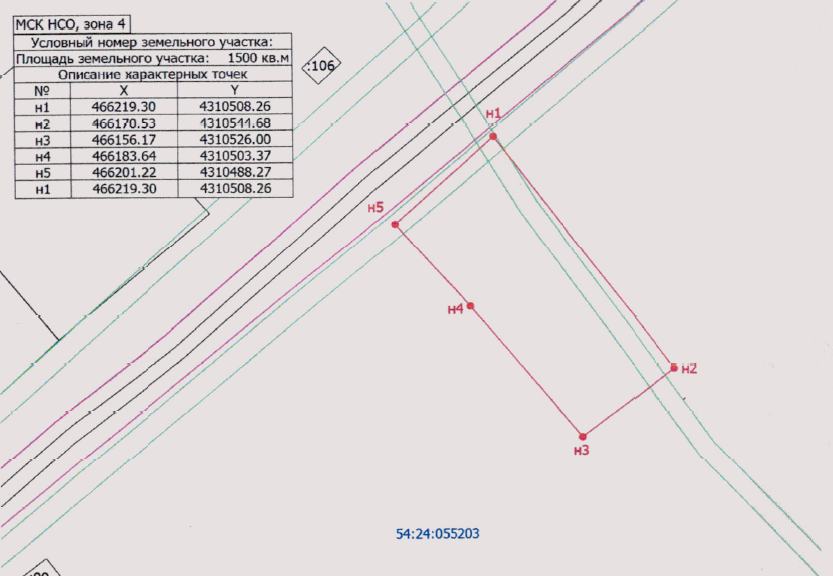 МСК НСО, зона 4
Условный номер земельного участка:
Площадь земельного участка: 1500 кв.м
Описание характерных точек
№ X Y
н1 466219.30 4310508.26
н2 466170.53 4310544.68
н3 466156.17 4310526.00
н4 466183.64 4310503.37
н5 466201.22 4310488.27
н1 466219.30 4310508.26
:106
н1
н5
н4
н2
н3
54:24:055203